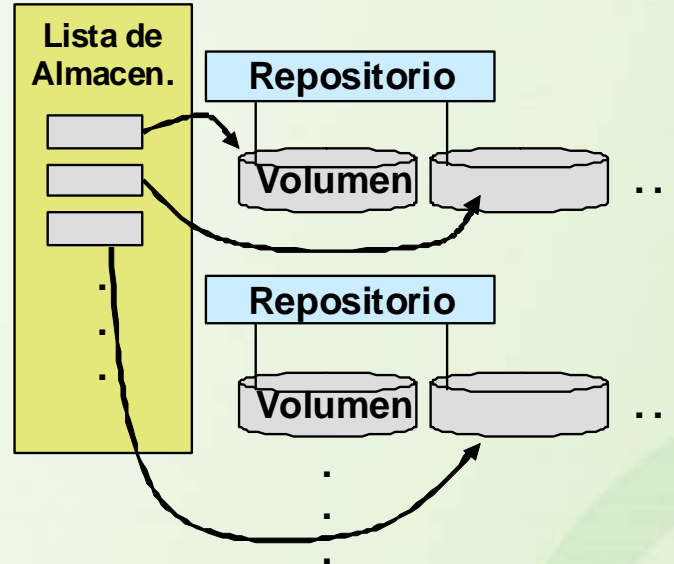 Lista de
Almacen.
Repositorio
Volumen
. .
Repositorio
Volumen
. .
.
.
.
.
.
.